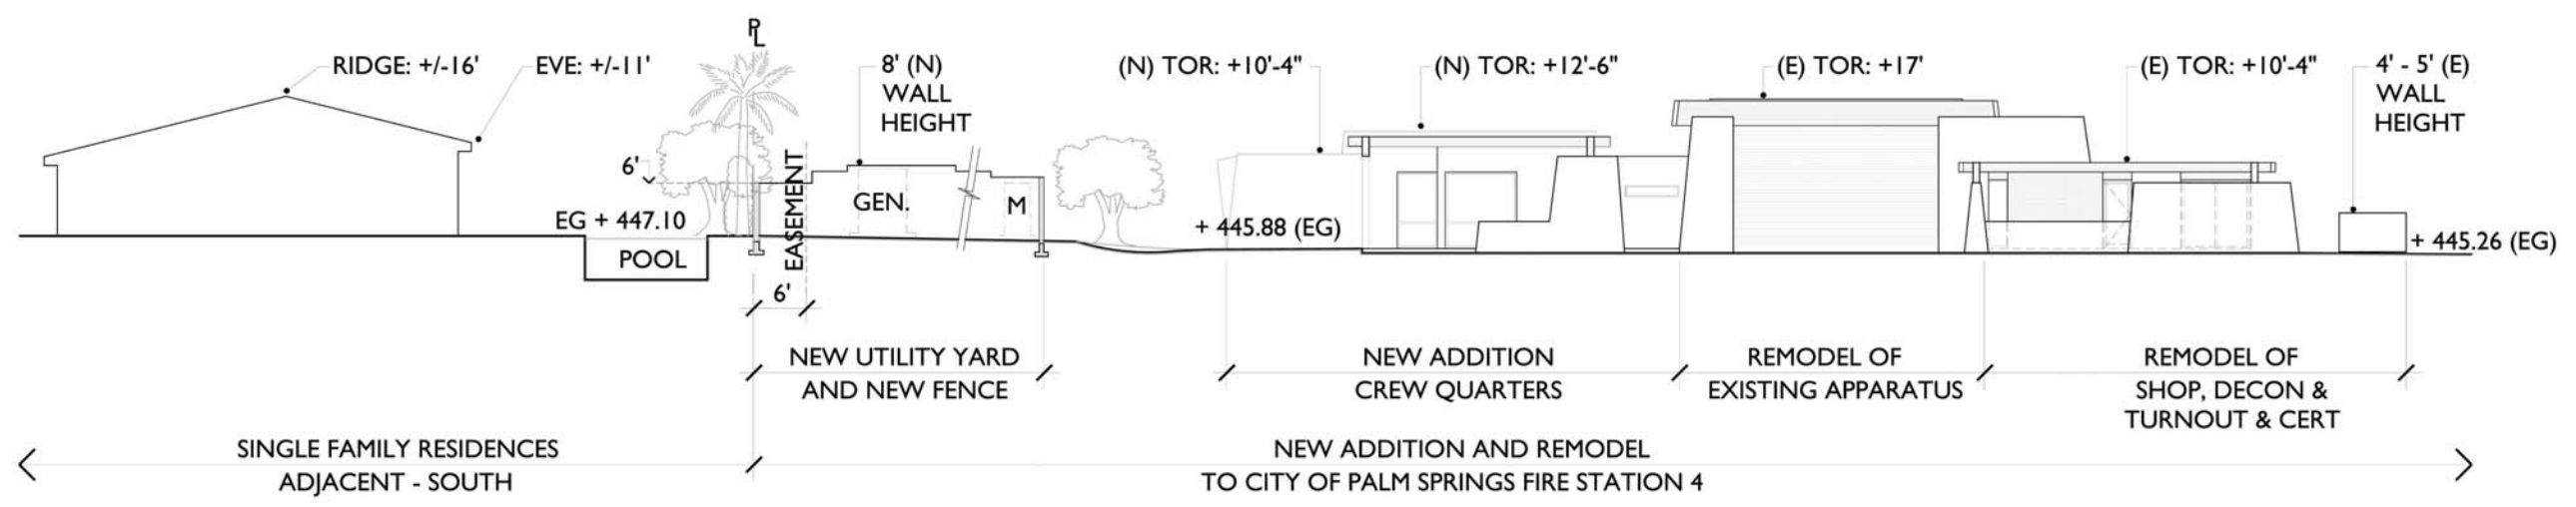 PL
RIDGE: +/-16'
EVE: +/-11'
8' (N)
WALL
HEIGHT
(N) TOR: +10'-4"
(N) TOR: +12'-6"
(E) TOR: +17'
(E) TOR: +10'-4"
4' - 5' (E)
WALL
HEIGHT
6'
EASEMENT
GEN.
M
EG + 447.10
POOL
+ 445.88 (EG)
+ 445.26 (EG)
6'
NEW UTILITY YARD
AND NEW FENCE
NEW ADDITION
CREW QUARTERS
REMODEL OF
EXISTING APPARATUS
REMODEL OF
SHOP, DECON &
TURNOUT & CERT
SINGLE FAMILY RESIDENCES
ADJACENT - SOUTH
NEW ADDITION AND REMODEL
TO CITY OF PALM SPRINGS FIRE STATION 4